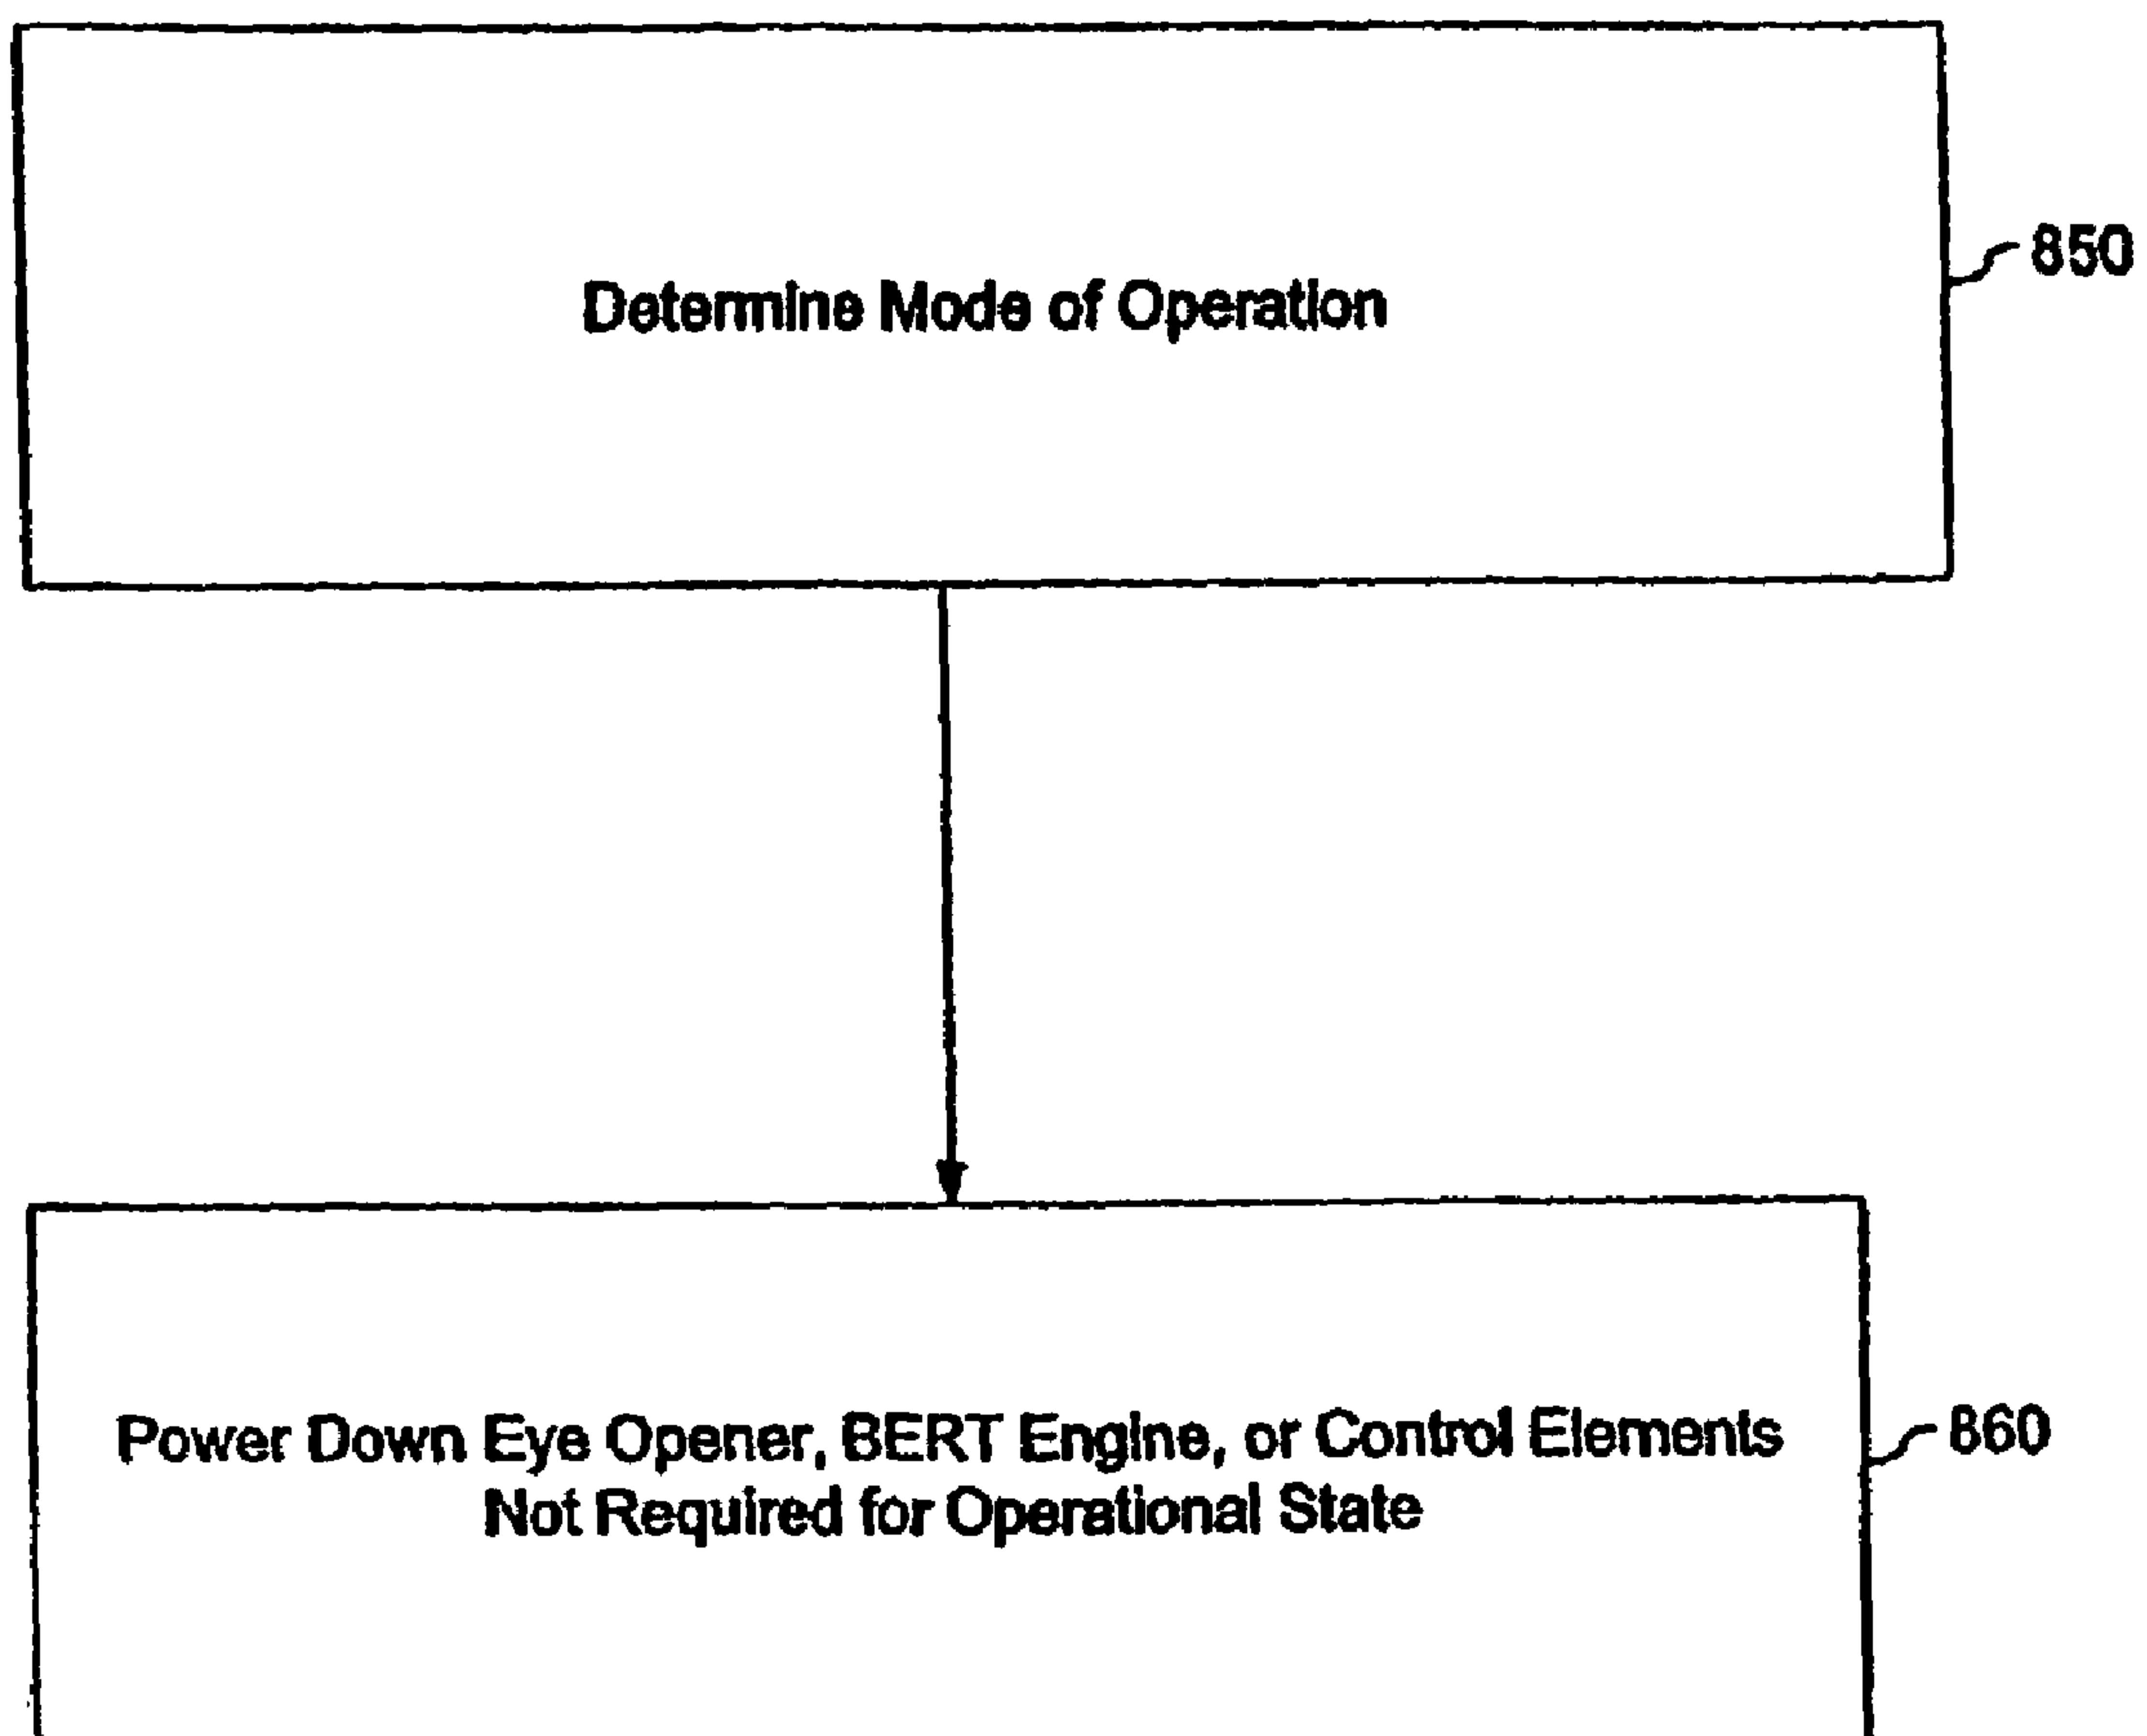 Determine Mode of Operation
850
Power Down Eye Opener, BERT Engine, or Control Elements
Not Required for Operational State
860